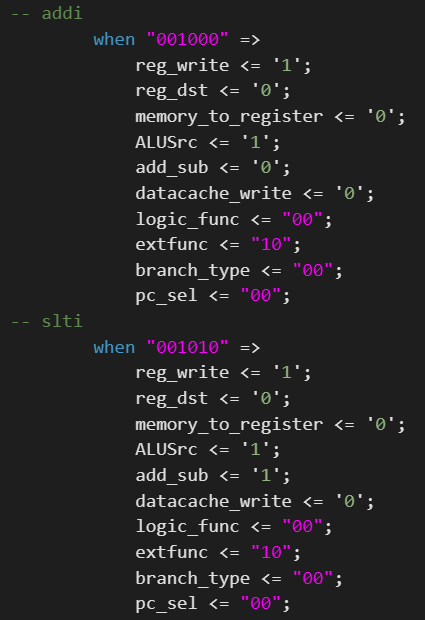 -- addi
when "001000" =>
reg_write <= '1';
reg_dst <= '0';
memory_to_register <= '0';
ALUSrc <= '1';
add_sub <= '0';
datacache_write <= '0';
logic_func <= "00";
extfunc <= "10";
branch_type <= "00";
pc_sel <= "00";
-- slti
when "001010" =>
reg_write <= '1';
reg_dst <= '0';
memory_to_register <= '0';
ALUSrc <= '1';
add_sub <= '1';
datacache_write <= '0';
logic_func <= "00";
extfunc <= "10";
branch_type <= "00";
pc_sel <= "00";